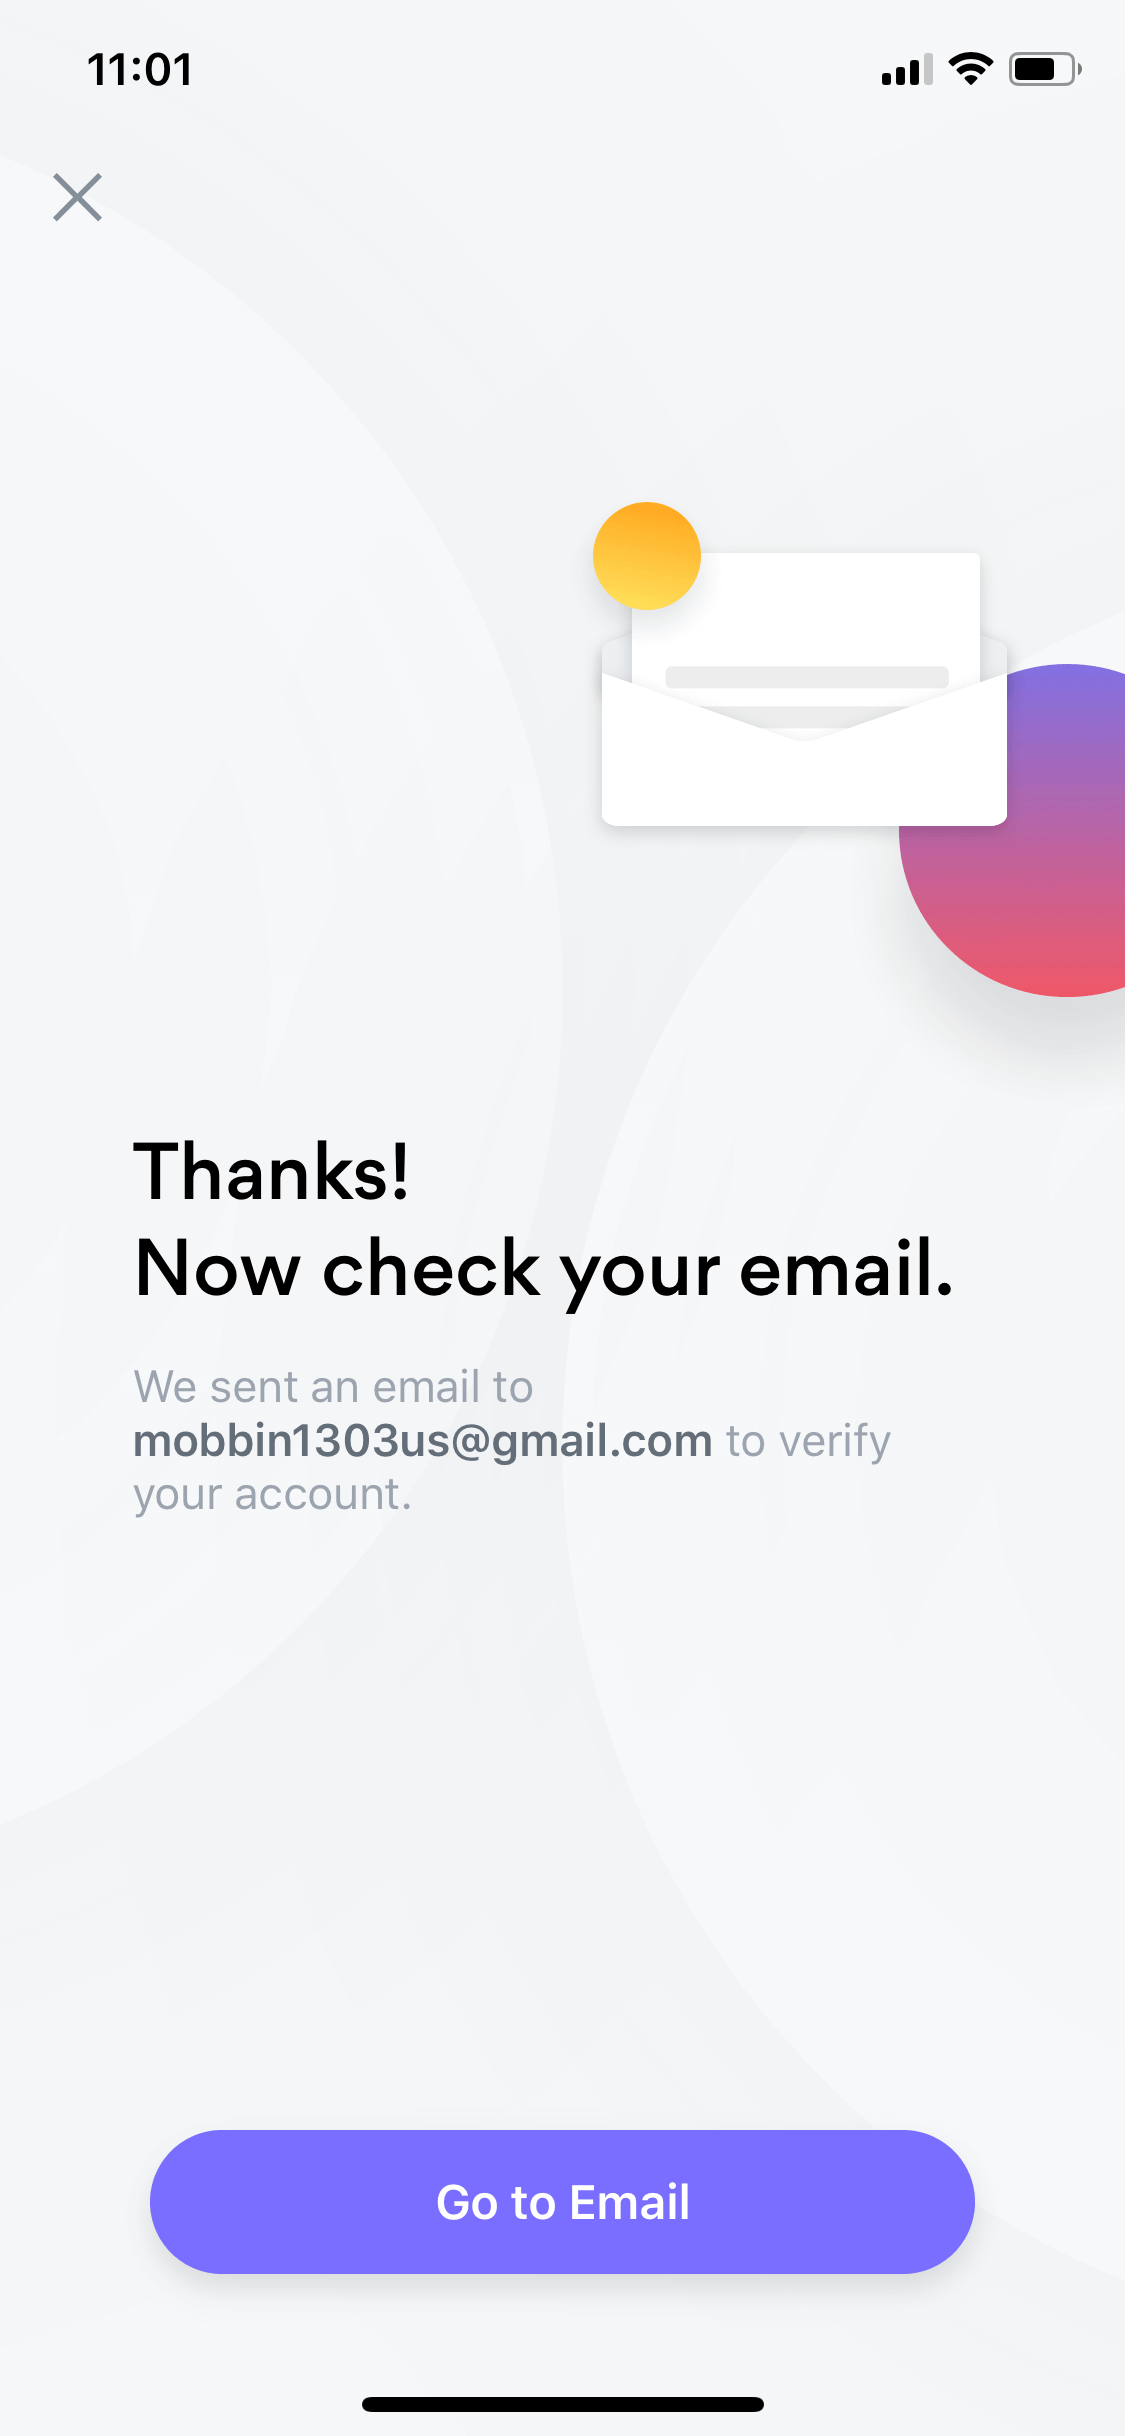 11:01
Thanks!
Now check your email.
We sent an email to
mobbin1303us@gmail.com to verify
your account.
Go to Email